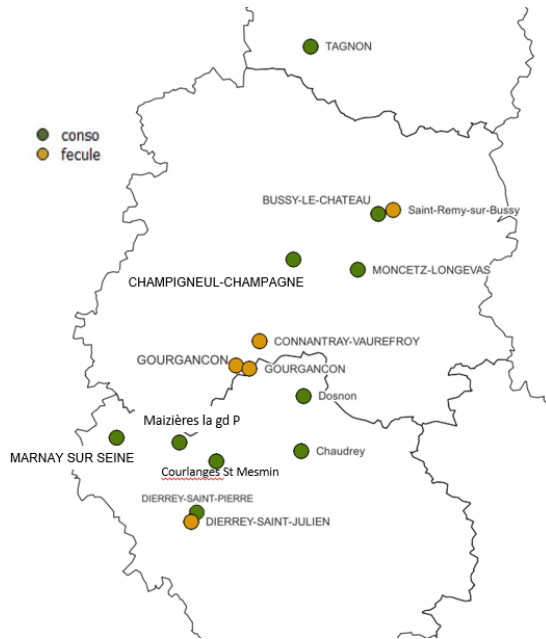 TAGNON
conso
fecule
BUSSY-LE-CHATEAU
Saint-Remy-sur-Bussy
MONCETZ-LONGEVAS
CHAMPIGNEUL-CHAMPAGNE
CONNANTRAY-VAUREFROY
GOURGANCON
GOURGANCON
Dosnon
Maizières la gd P
Chaudrey
MARNAY SUR SEINE
Courlanges St Mesmin
DIERREY-SAINT-PIERRE
DIERREY-SAINT-JULIEN